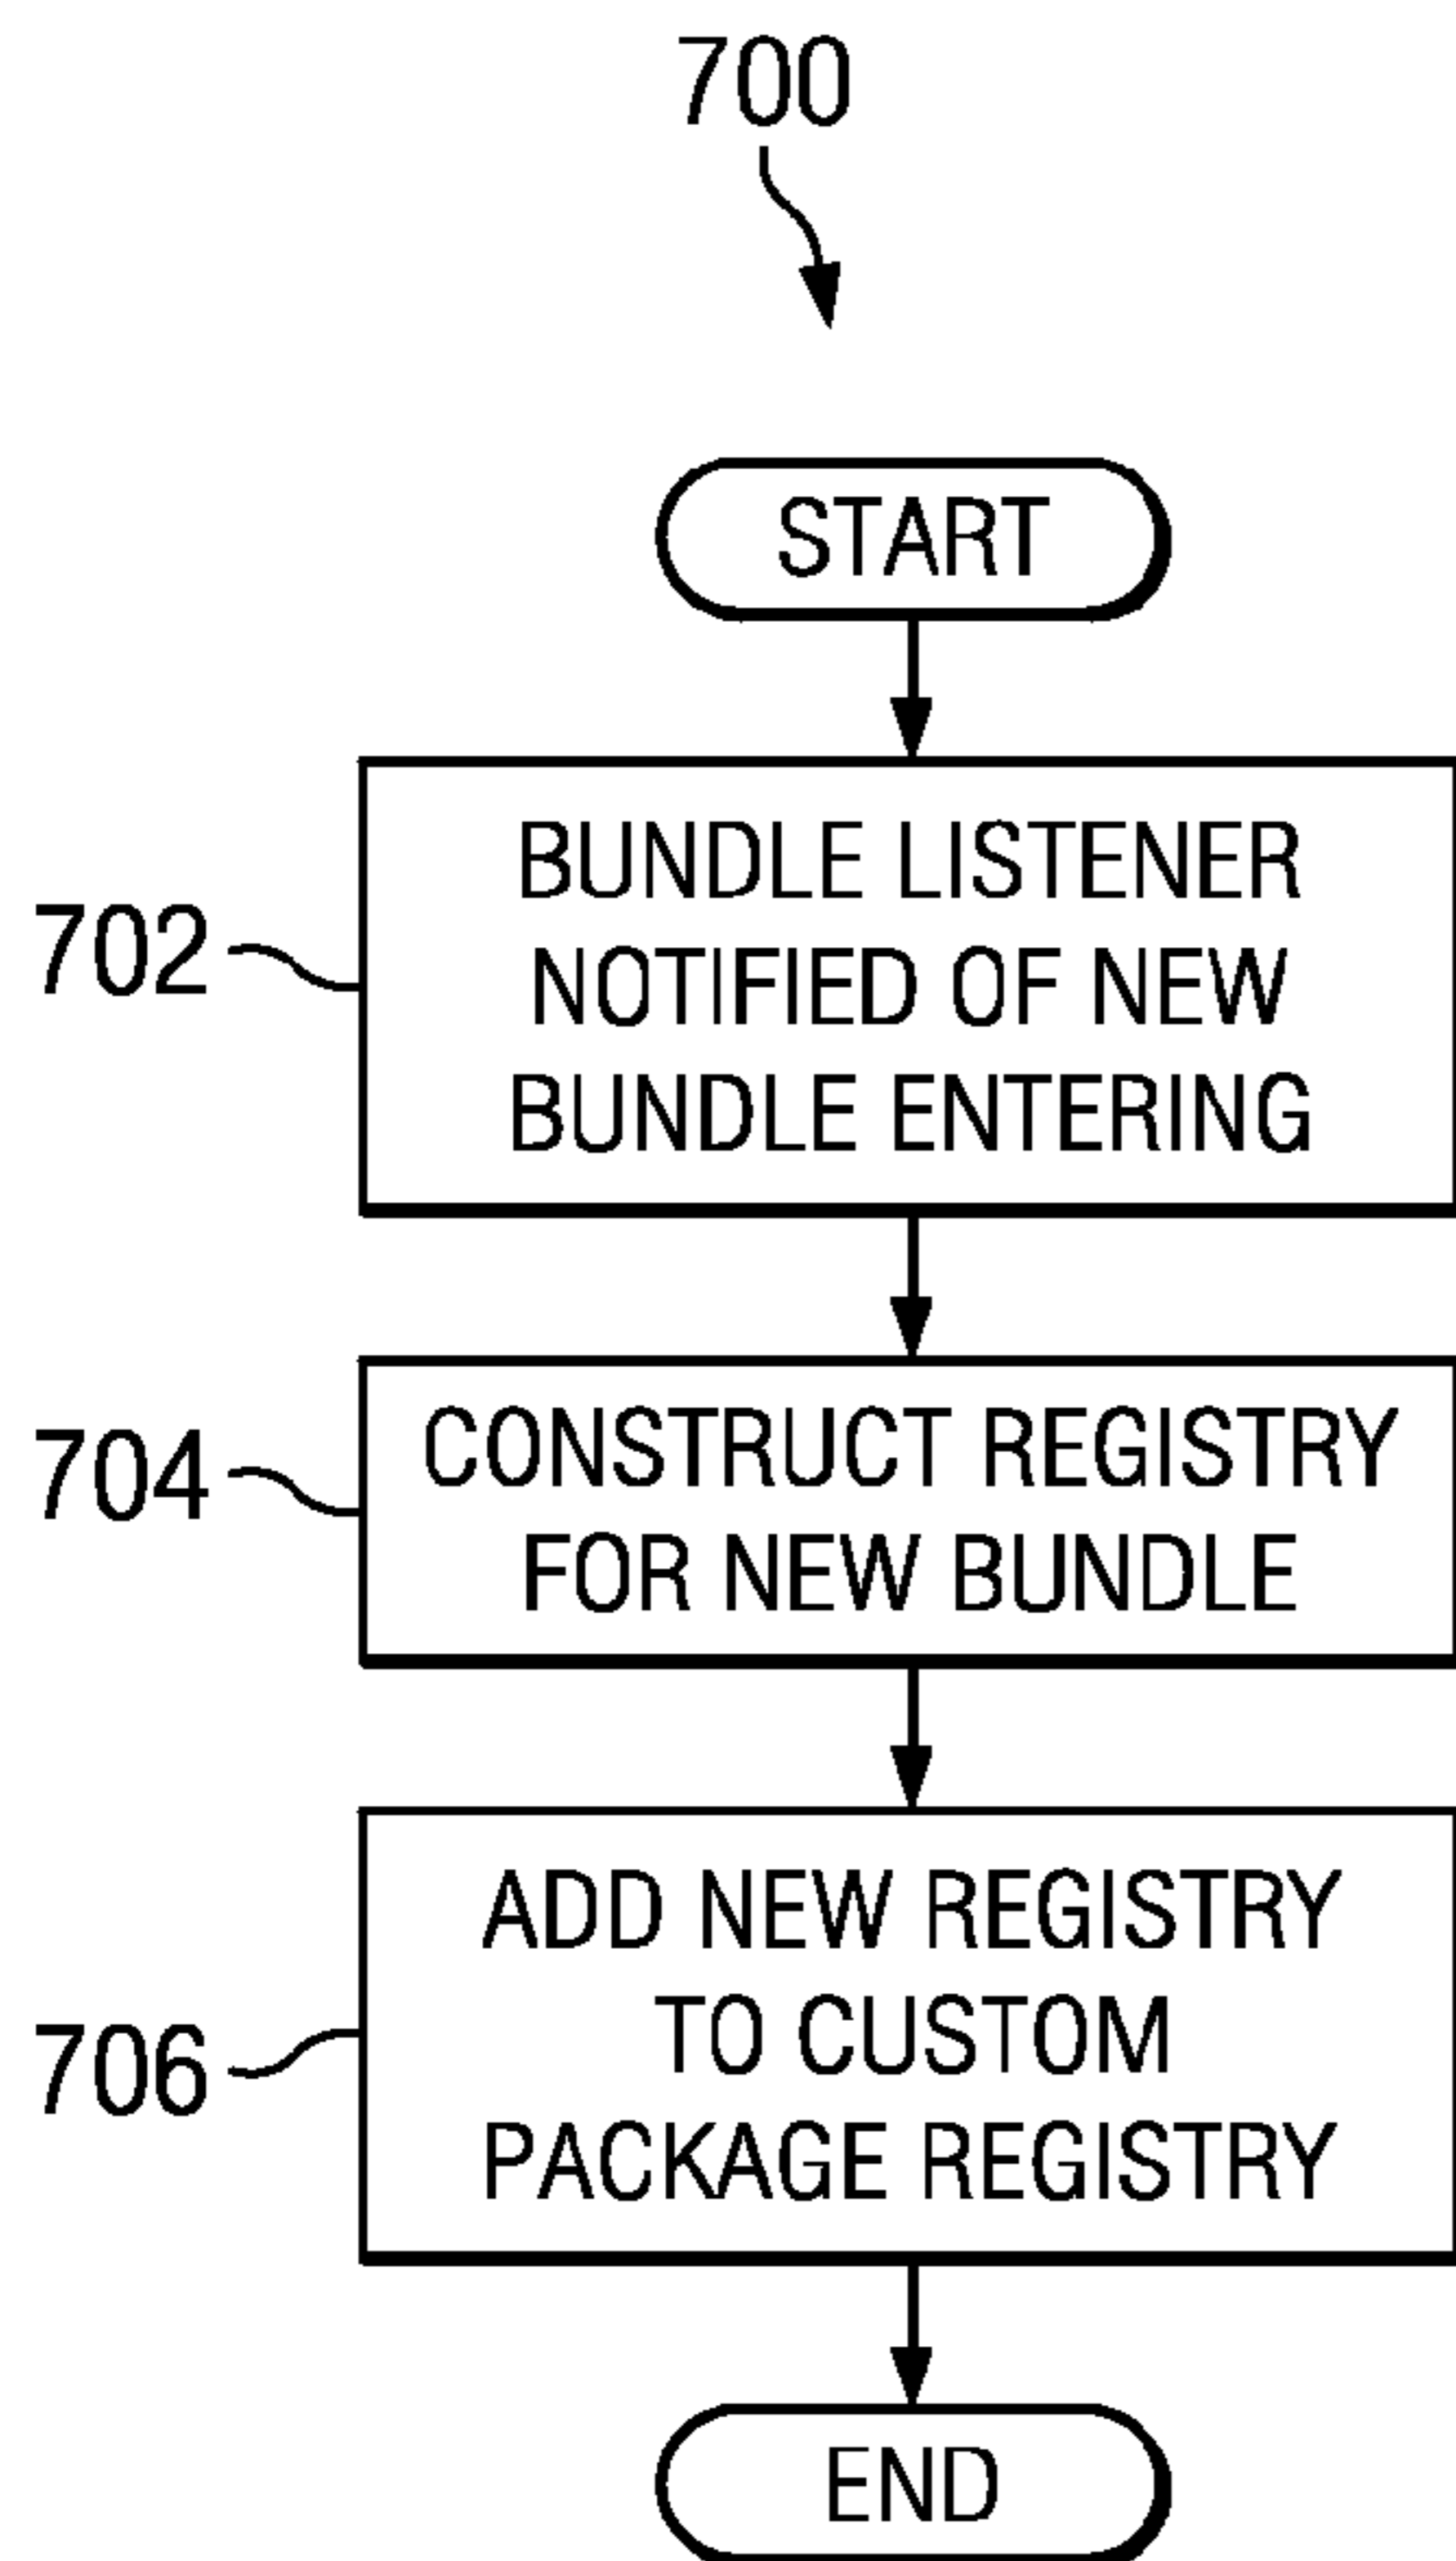 700
START
702
BUNDLE LISTENER
NOTIFIED OF NEW
BUNDLE ENTERING
704
CONSTRUCT REGISTRY
FOR NEW BUNDLE
706
ADD NEW REGISTRY
TO CUSTOM
PACKAGE REGISTRY
END